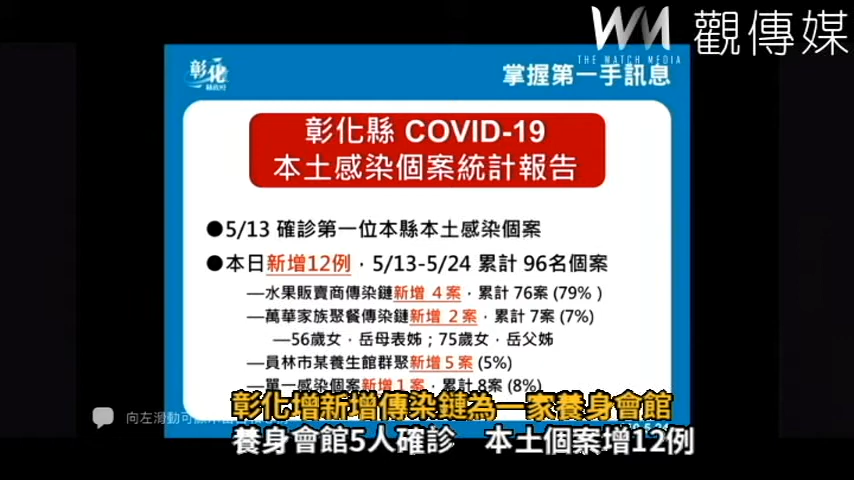 WM 觀傳媒
THE WATCH MEDIA
彰化
縣政府
掌握第一手訊息
彰化縣 COVID-19
本土感染個案統計報告
●5/13 確診第一位本縣本土感染個案
●本日新增12例，5/13-5/24 累計 96名個案
—水果販賣商傳染鏈新增 4案，累計 76案 (79% )
—萬華家族聚餐傳染鏈新增 2案，累計 7案 (7%)
—56歲女，岳母表姊；75歲女，岳父姊
—員林市某養生館群聚新增5案 (5%)
—單一感染個案新增1案，累計 8案 (8%)
向左滑動可
彰化增新增傳染鏈為一家養身會館
養身會館5人確診 本土個案增12例